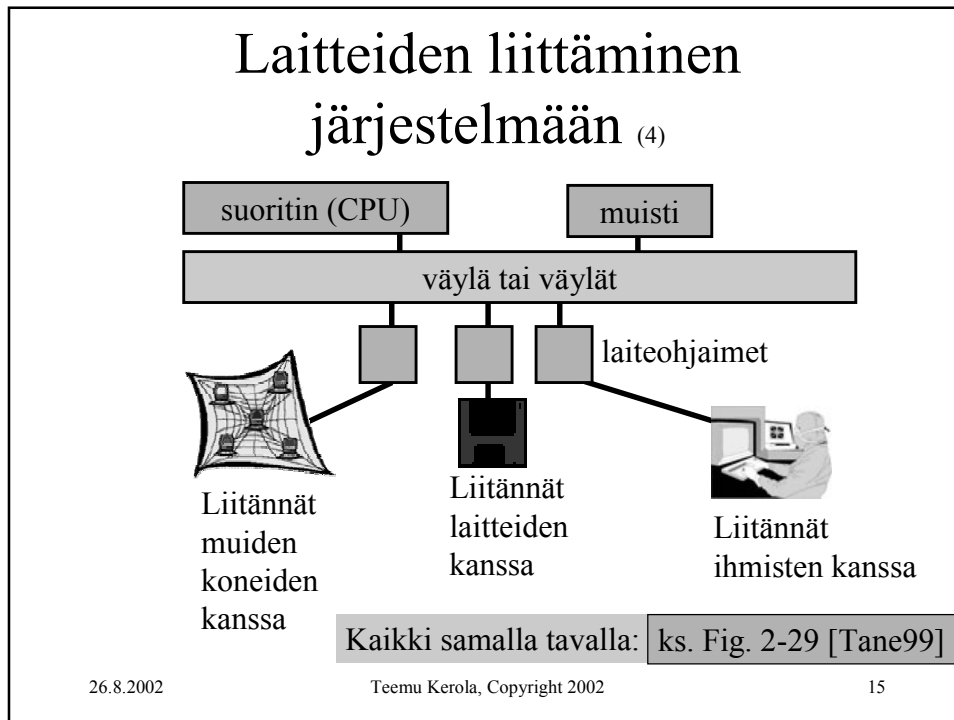 Laitteiden liittäminen
järjestelmään (4)
suoritin (CPU)
muisti
väylä tai väylät
laiteohjaimet
Liitännät
muiden
koneiden
kanssa
Liitännät
laitteiden
kanssa
Liitännät
ihmisten kanssa
Kaikki samalla tavalla: ks. Fig. 2-29 [Tane99]
26.8.2002 Teemu Kerola, Copyright 2002 15